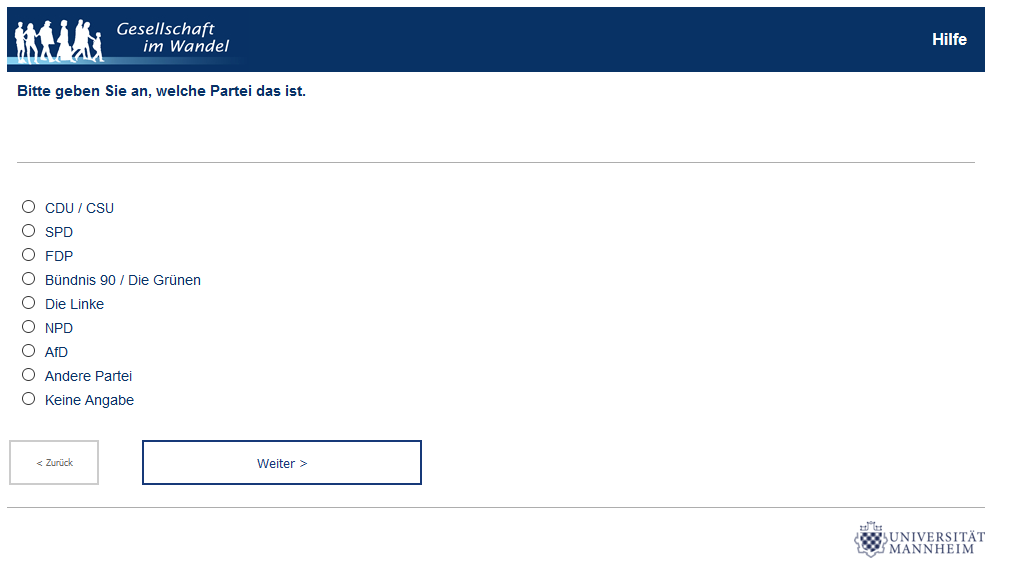 Gesellschaft
im Wandel
Hilfe
Bitte geben Sie an, welche Partei das ist.
CDU / CSU
SPD
FDP
Bündnis 90 / Die Grünen
Die Linke
NPD
AfD
Andere Partei
Keine Angabe
< Zurück
Weiter >
UNIVERSITÄT
MANNHEIM